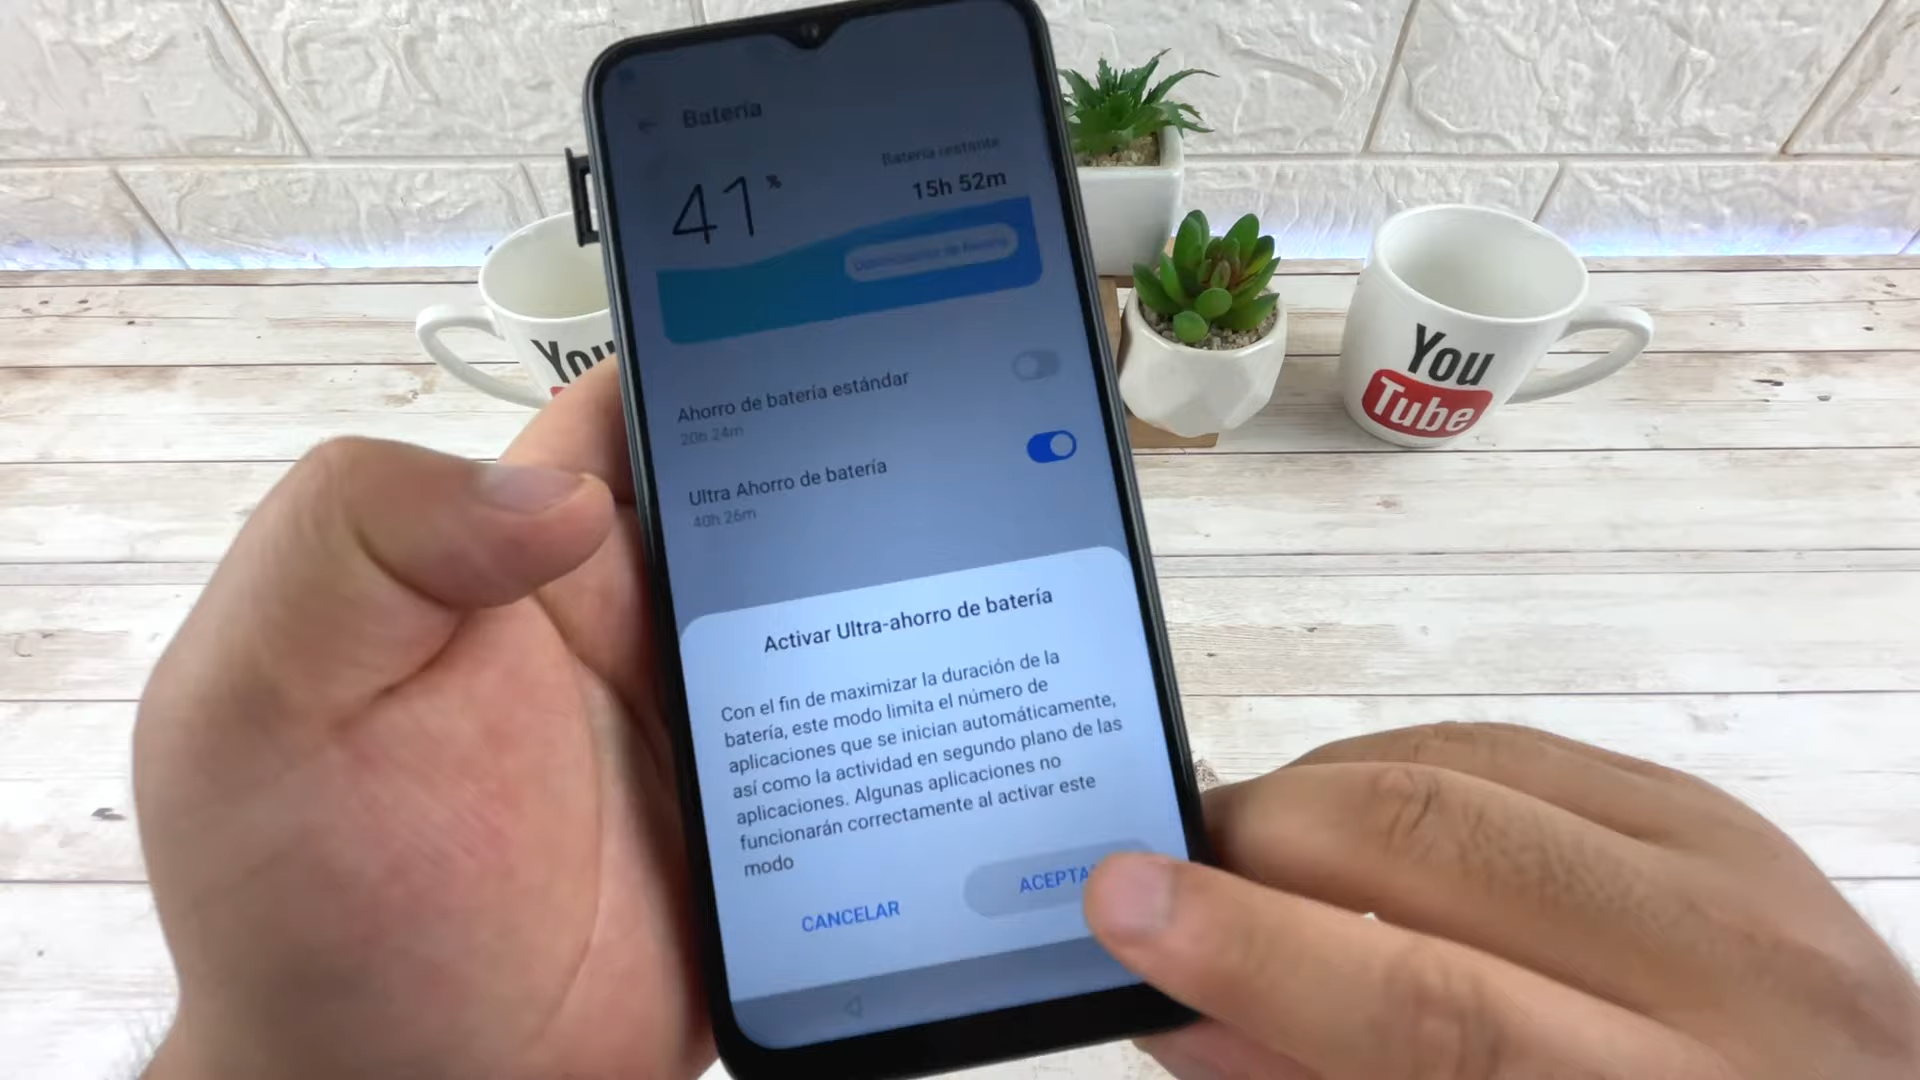 Batería
41%
Batería restante
15h 52m
Optimización de batería
Ahorro de batería estándar
20h 24m
Ultra Ahorro de batería
40h 26m
Activar Ultra-ahorro de batería
Con el fin de maximizar la duración de la
batería, este modo limita el número de
aplicaciones que se inician automáticamente,
así como la actividad en segundo plano de las
aplicaciones. Algunas aplicaciones no
funcionarán correctamente al activar este
modo
CANCELAR
ACEPTA
You
You
Tube